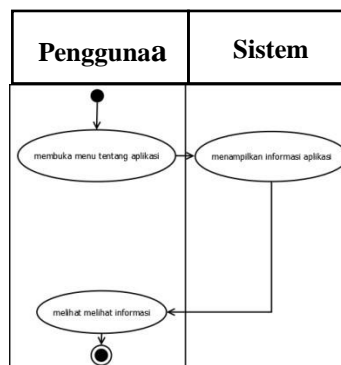 Penggunaa
Sistem
membuka menu tentang aplikasi
menampilkan informasi aplikasi
melihat melihat informasi